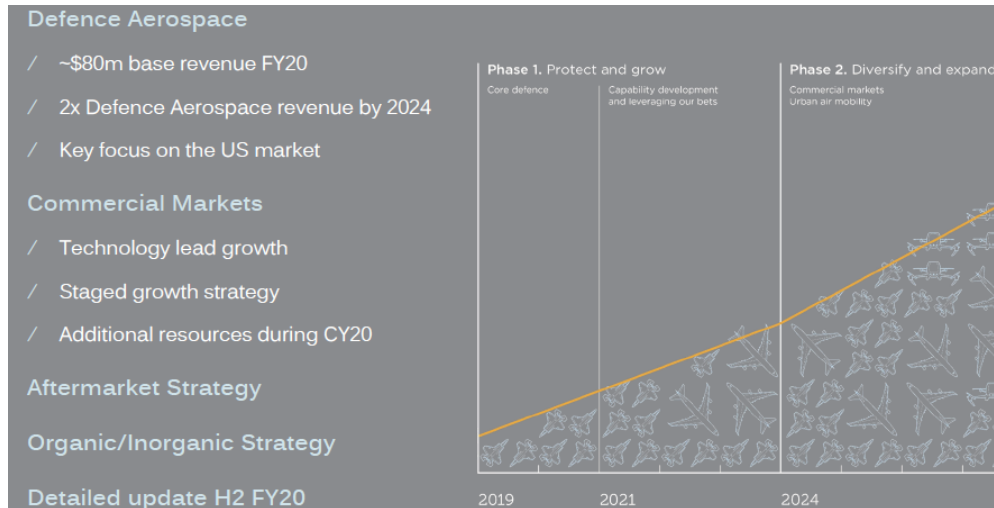 Defence Aerospace
/ ~$80m base revenue FY20
/ 2x Defence Aerospace revenue by 2024
/ Key focus on the US market
Commercial Markets
/ Technology lead growth
/ Staged growth strategy
/ Additional resources during CY20
Aftermarket Strategy
Organic/Inorganic Strategy
Detailed update H2 FY20
Phase 1. Protect and grow
Core defence
Capability development
and leveraging our bets
Phase 2. Diversify and expand
Commercial markets
Urban air mobility
2019 2021 2024